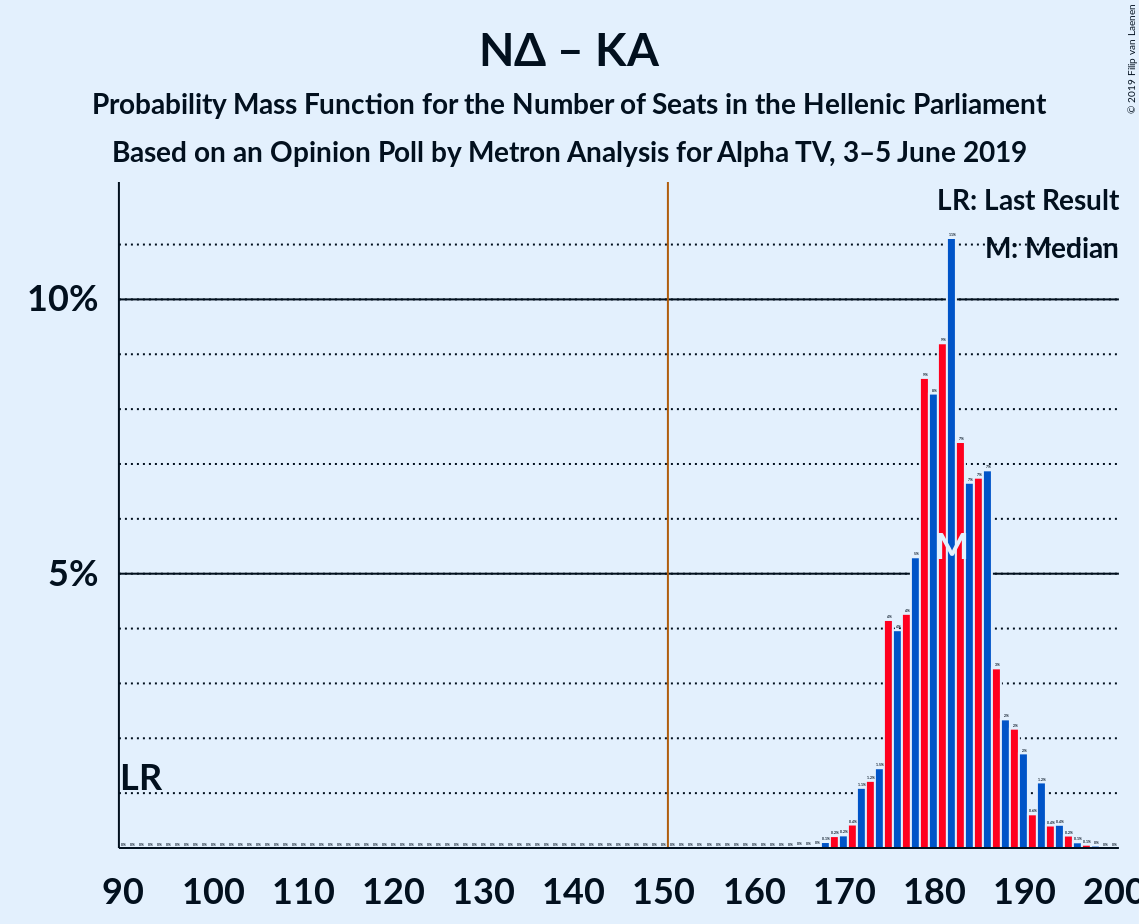 ΝΔ – ΚΑ
Probability Mass Function for the Number of Seats in the Hellenic Parliament
Based on an Opinion Poll by Metron Analysis for Alpha TV, 3–5 June 2019
© 2019 Filip van Laenen
LR: Last Result
M: Median
10%
5%
LR
M
90 100 110 120 130 140 150 160 170 180 190 200